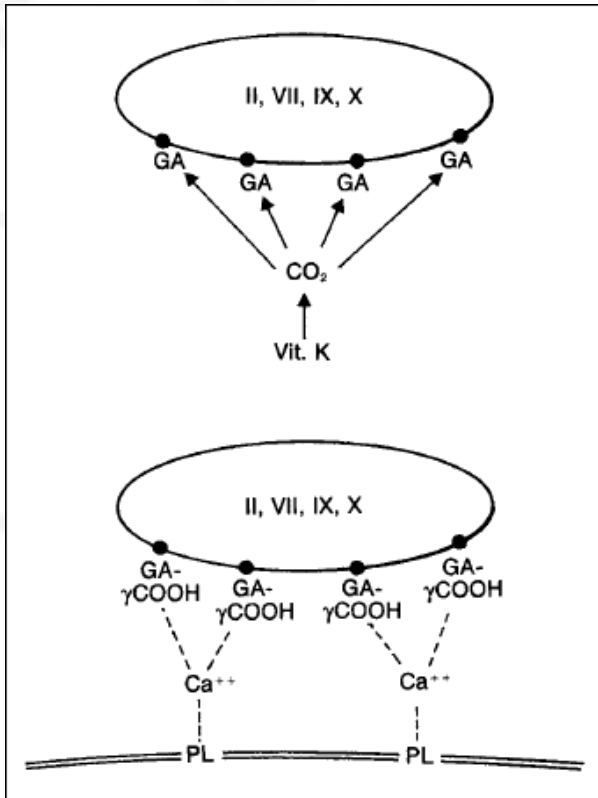 II, VII, IX, X
GA GA GA GA
CO₂
Vit. K
II, VII, IX, X
GA- GA- GA- GA-
γCOOH γCOOH γCOOH γCOOH
Ca⁺⁺ Ca⁺⁺
PL PL